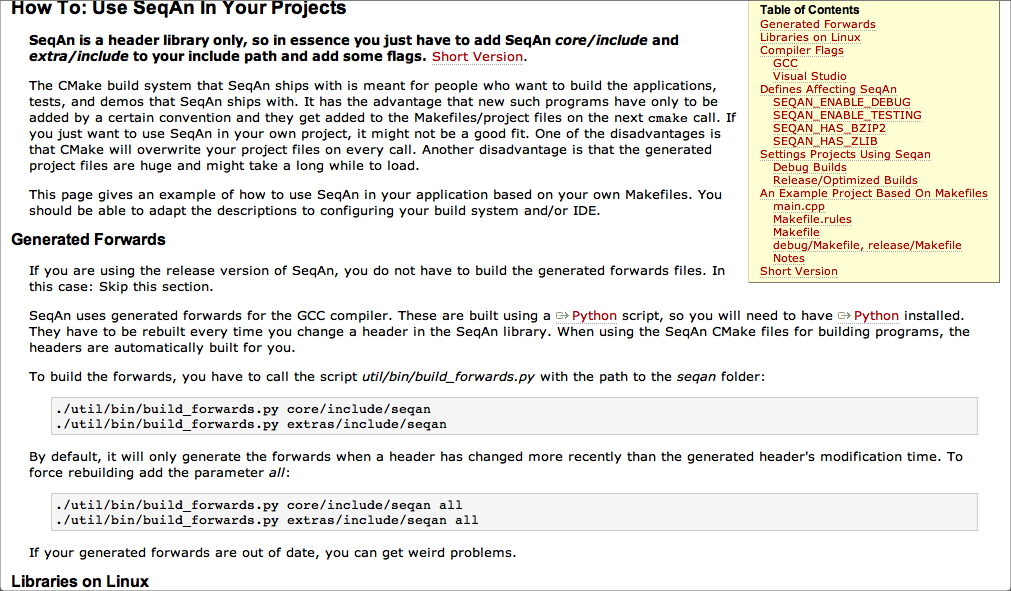 How To: Use SeqAn In Your Projects
SeqAn is a header library only, so in essence you just have to add SeqAn core/include and
extra/include to your include path and add some flags. Short Version.
The CMake build system that SeqAn ships with is meant for people who want to build the applications,
tests, and demos that SeqAn ships with. It has the advantage that new such programs have only to be
added by a certain convention and they get added to the Makefiles/project files on the next cmake call. If
you just want to use SeqAn in your own project, it might not be a good fit. One of the disadvantages is
that CMake will overwrite your project files on every call. Another disadvantage is that the generated
project files are huge and might take a long while to load.
This page gives an example of how to use SeqAn in your application based on your own Makefiles. You
should be able to adapt the descriptions to configuring your build system and/or IDE.
Table of Contents
Generated Forwards
Libraries on Linux
Compiler Flags
GCC
Visual Studio
Defines Affecting SeqAn
SEQAN_ENABLE_DEBUG
SEQAN_ENABLE_TESTING
SEQAN_HAS_BZIP2
SEQAN_HAS_ZLIB
Settings Projects Using Seqan
Debug Builds
Release/Optimized Builds
An Example Project Based On Makefiles
main.cpp
Makefile.rules
Makefile
debug/Makefile, release/Makefile
Notes
Short Version
Generated Forwards
If you are using the release version of SeqAn, you do not have to build the generated forwards files. In
this case: Skip this section.
SeqAn uses generated forwards for the GCC compiler. These are built using a Python script, so you will need to have Python installed.
They have to be rebuilt every time you change a header in the SeqAn library. When using the SeqAn CMake files for building programs, the
headers are automatically built for you.
To build the forwards, you have to call the script util/bin/build_forwards.py with the path to the seqan folder:
./util/bin/build_forwards.py core/include/seqan
./util/bin/build_forwards.py extras/include/seqan
By default, it will only generate the forwards when a header has changed more recently than the generated header's modification time. To
force rebuilding add the parameter all:
./util/bin/build_forwards.py core/include/seqan all
./util/bin/build_forwards.py extras/include/seqan all
If your generated forwards are out of date, you can get weird problems.
Libraries on Linux